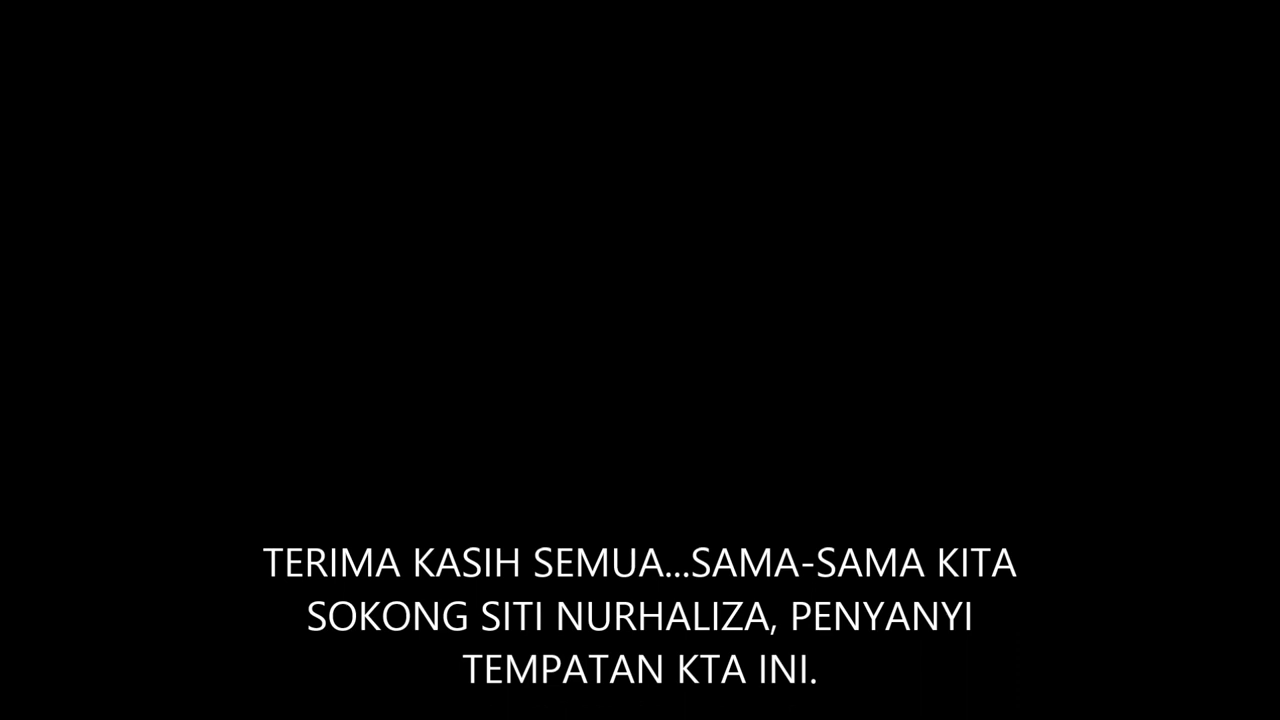 TERIMA KASIH SEMUA...SAMA-SAMA KITA
SOKONG SITI NURHALIZA, PENYANYI
TEMPATAN KTA INI.